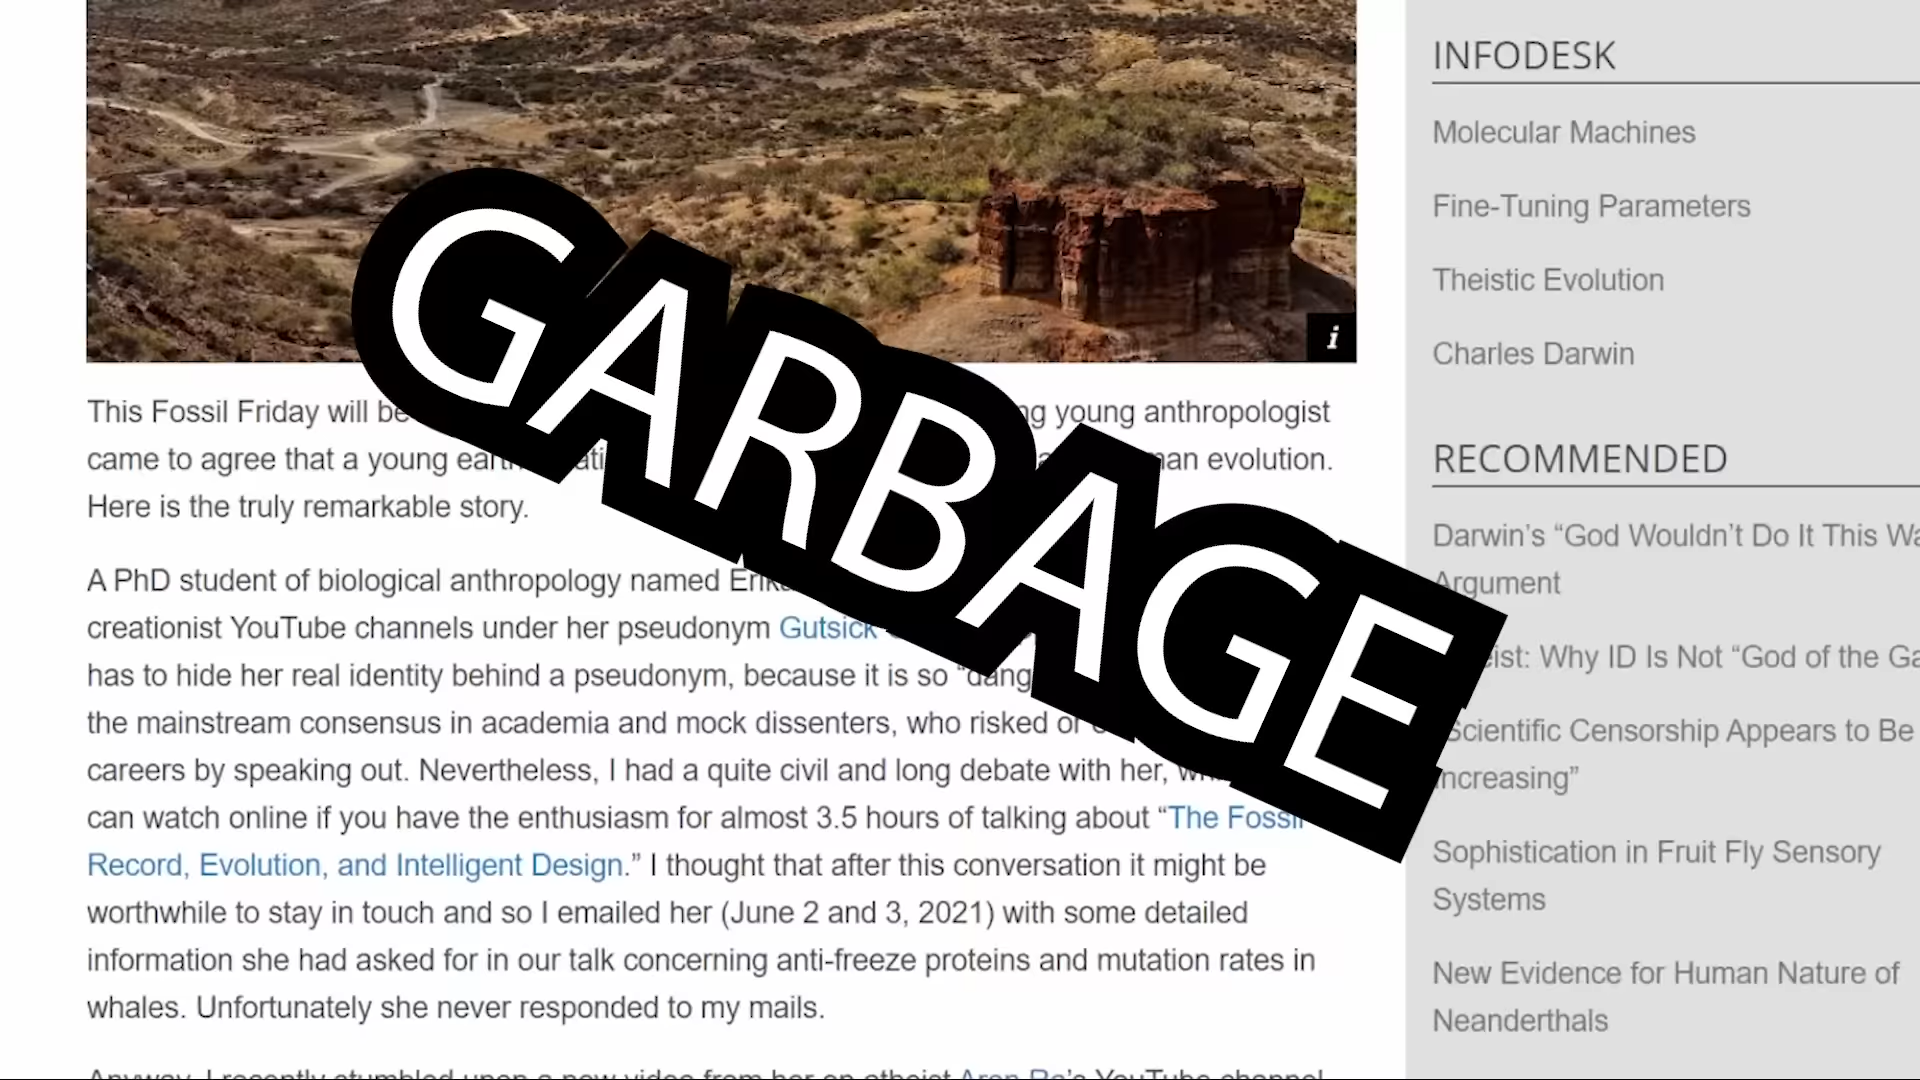 This Fossil Friday will be young anthropologist
came to agree that a young evolution.
Here is the truly remarkable story.
A PhD student of biological anthropology named
creationist YouTube channels under her pseudonym Gutsick
has to hide her real identity behind a pseudonym, because it is so
the mainstream consensus in academia and mock dissenters, who risked
careers by speaking out. Nevertheless, I had a quite civil and long debate with her,
can watch online if you have the enthusiasm for almost 3.5 hours of talking about “The Fossil
Record, Evolution, and Intelligent Design.” I thought that after this conversation it might be
worthwhile to stay in touch and so I emailed her (June 2 and 3, 2021) with some detailed
information she had asked for in our talk concerning anti-freeze proteins and mutation rates in
whales. Unfortunately she never responded to my mails.
Anyway, I recently stumbled upon a new video from her on atheist Aron Ra’s YouTube channel
GARBAGE
i
INFODESK
Molecular Machines
Fine-Tuning Parameters
Theistic Evolution
Charles Darwin
RECOMMENDED
Darwin’s “God Wouldn’t Do It This
Argument
Why ID Is Not “God of the
Scientific Censorship Appears to Be
Increasing”
Sophistication in Fruit Fly Sensory
Systems
New Evidence for Human Nature of
Neanderthals